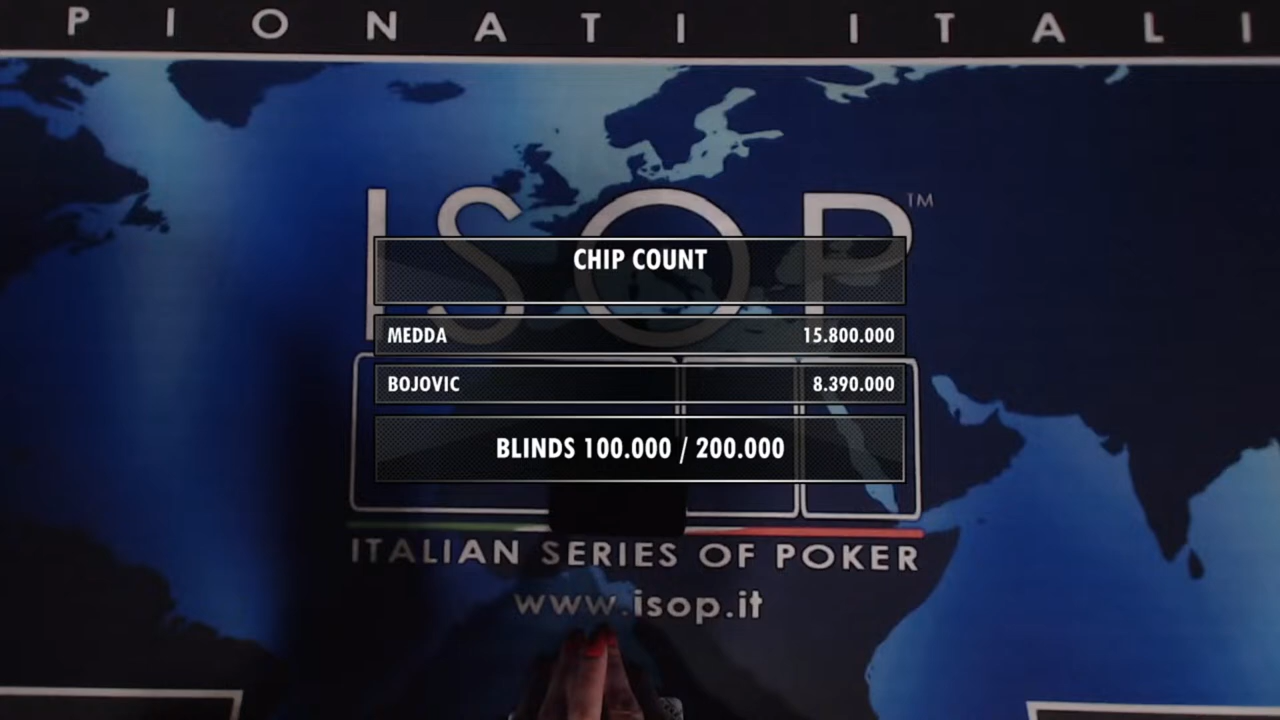 PIONATI ITALI
ISOP™
CHIP COUNT
MEDDA 15.800.000
BOJOVIC 8.390.000
BLINDS 100.000 / 200.000
ITALIAN SERIES OF POKER
www.isop.it